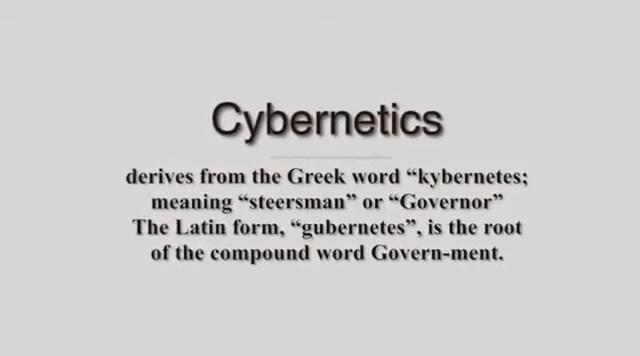 Cybernetics
derives from the Greek word “kybernetes;
meaning “steersman” or “Governor”
The Latin form, “gubernetes”, is the root
of the compound word Govern-ment.